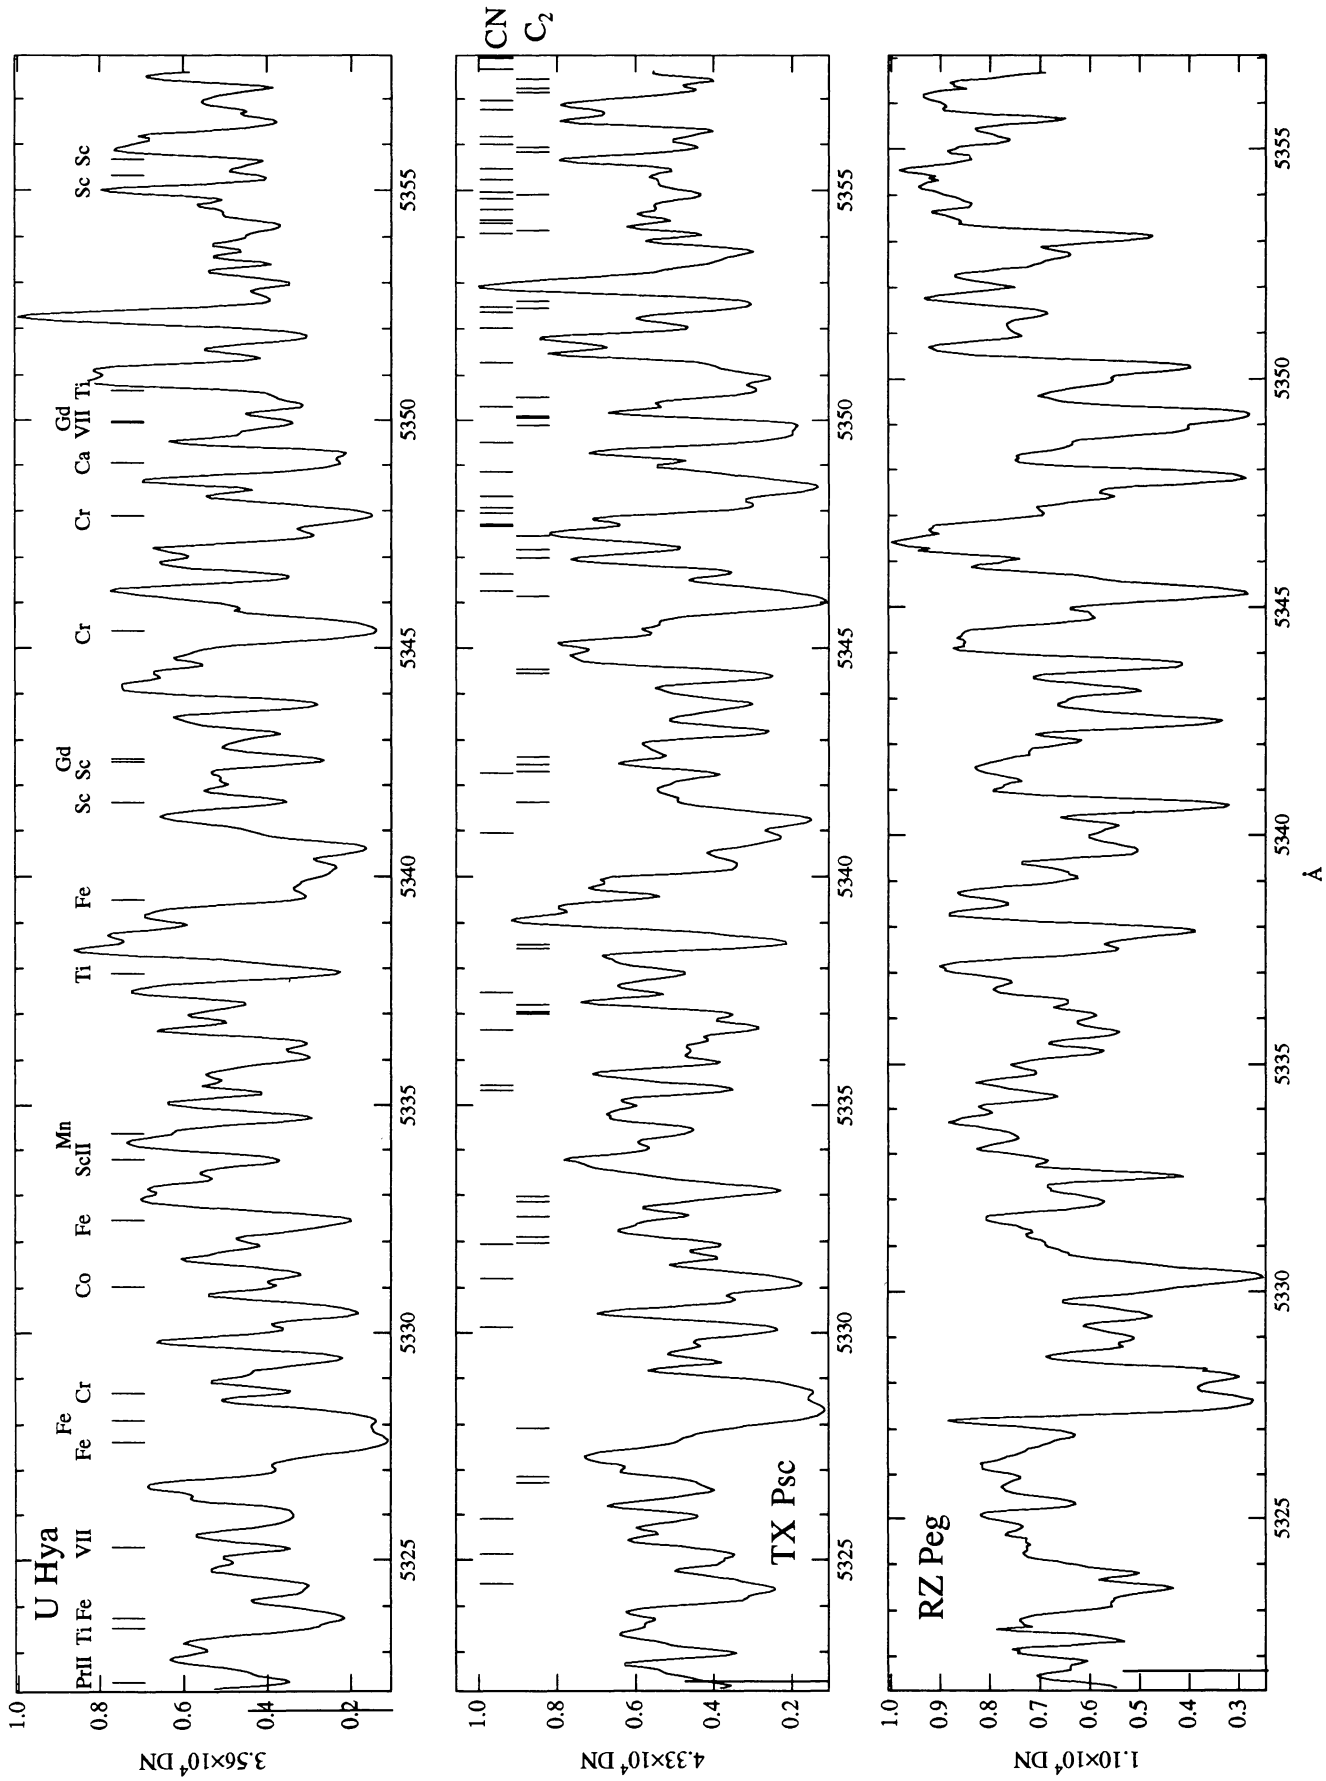 U Hya
Fe Mn Gd Gd
PrII Ti Fe VII Fe Cr Co Fe ScII Ti Fe Sc Sc Cr Cr Ca VII Ti Sc Sc
1.0
0.8
0.6
0.4
0.2
3.56×10⁴ DN
5325 5330 5335 5340 5345 5350 5355
CN
C₂
TX Psc
1.0
0.8
0.6
0.4
0.2
4.33×10⁴ DN
5325 5330 5335 5340 5345 5350 5355
RZ Peg
1.0
0.9
0.8
0.7
0.6
0.5
0.4
0.3
1.10×10⁴ DN
5325 5330 5335 5340 5345 5350 5355
Å